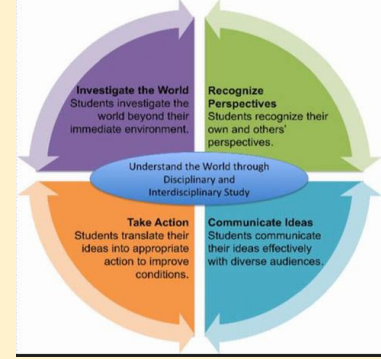 Investigate the World
Students investigate the
world beyond their
immediate environment.
Recognize
Perspectives
Students recognize their
own and others'
perspectives.
Understand the World through
Disciplinary and
Interdisciplinary Study
Take Action
Students translate their
ideas into appropriate
action to improve
conditions.
Communicate Ideas
Students communicate
their ideas effectively
with diverse audiences.